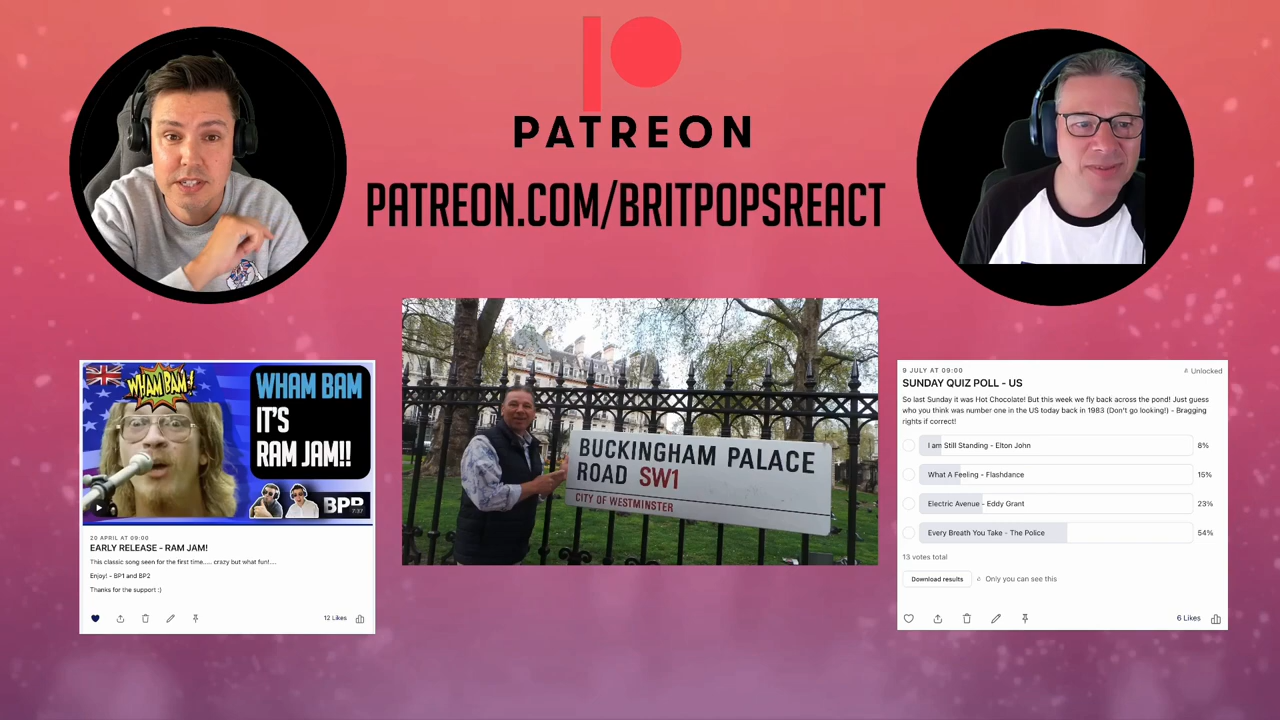 PATREON
PATREON.COM/BRITPOPSREACT
WHAM BAM!
WHAM BAM
IT'S
RAM JAM!!
BPP
7:37
20 APRIL AT 09:00
EARLY RELEASE - RAM JAM!
This classic song seen for the first time..... crazy but what fun!....
Enjoy! - BP1 and BP2
Thanks for the support :)
12 Likes
BUCKINGHAM PALACE
ROAD SW1
CITY OF WESTMINSTER
9 JULY AT 09:00
Unlocked
SUNDAY QUIZ POLL - US
So last Sunday it was Hot Chocolate! But this week we fly back across the pond! Just guess
who you think was number one in the US today back in 1983 (Don't go looking!) - Bragging
rights if correct!
I am Still Standing - Elton John 8%
What A Feeling - Flashdance 15%
Electric Avenue - Eddy Grant 23%
Every Breath You Take - The Police 54%
13 votes total
Download results
Only you can see this
6 Likes